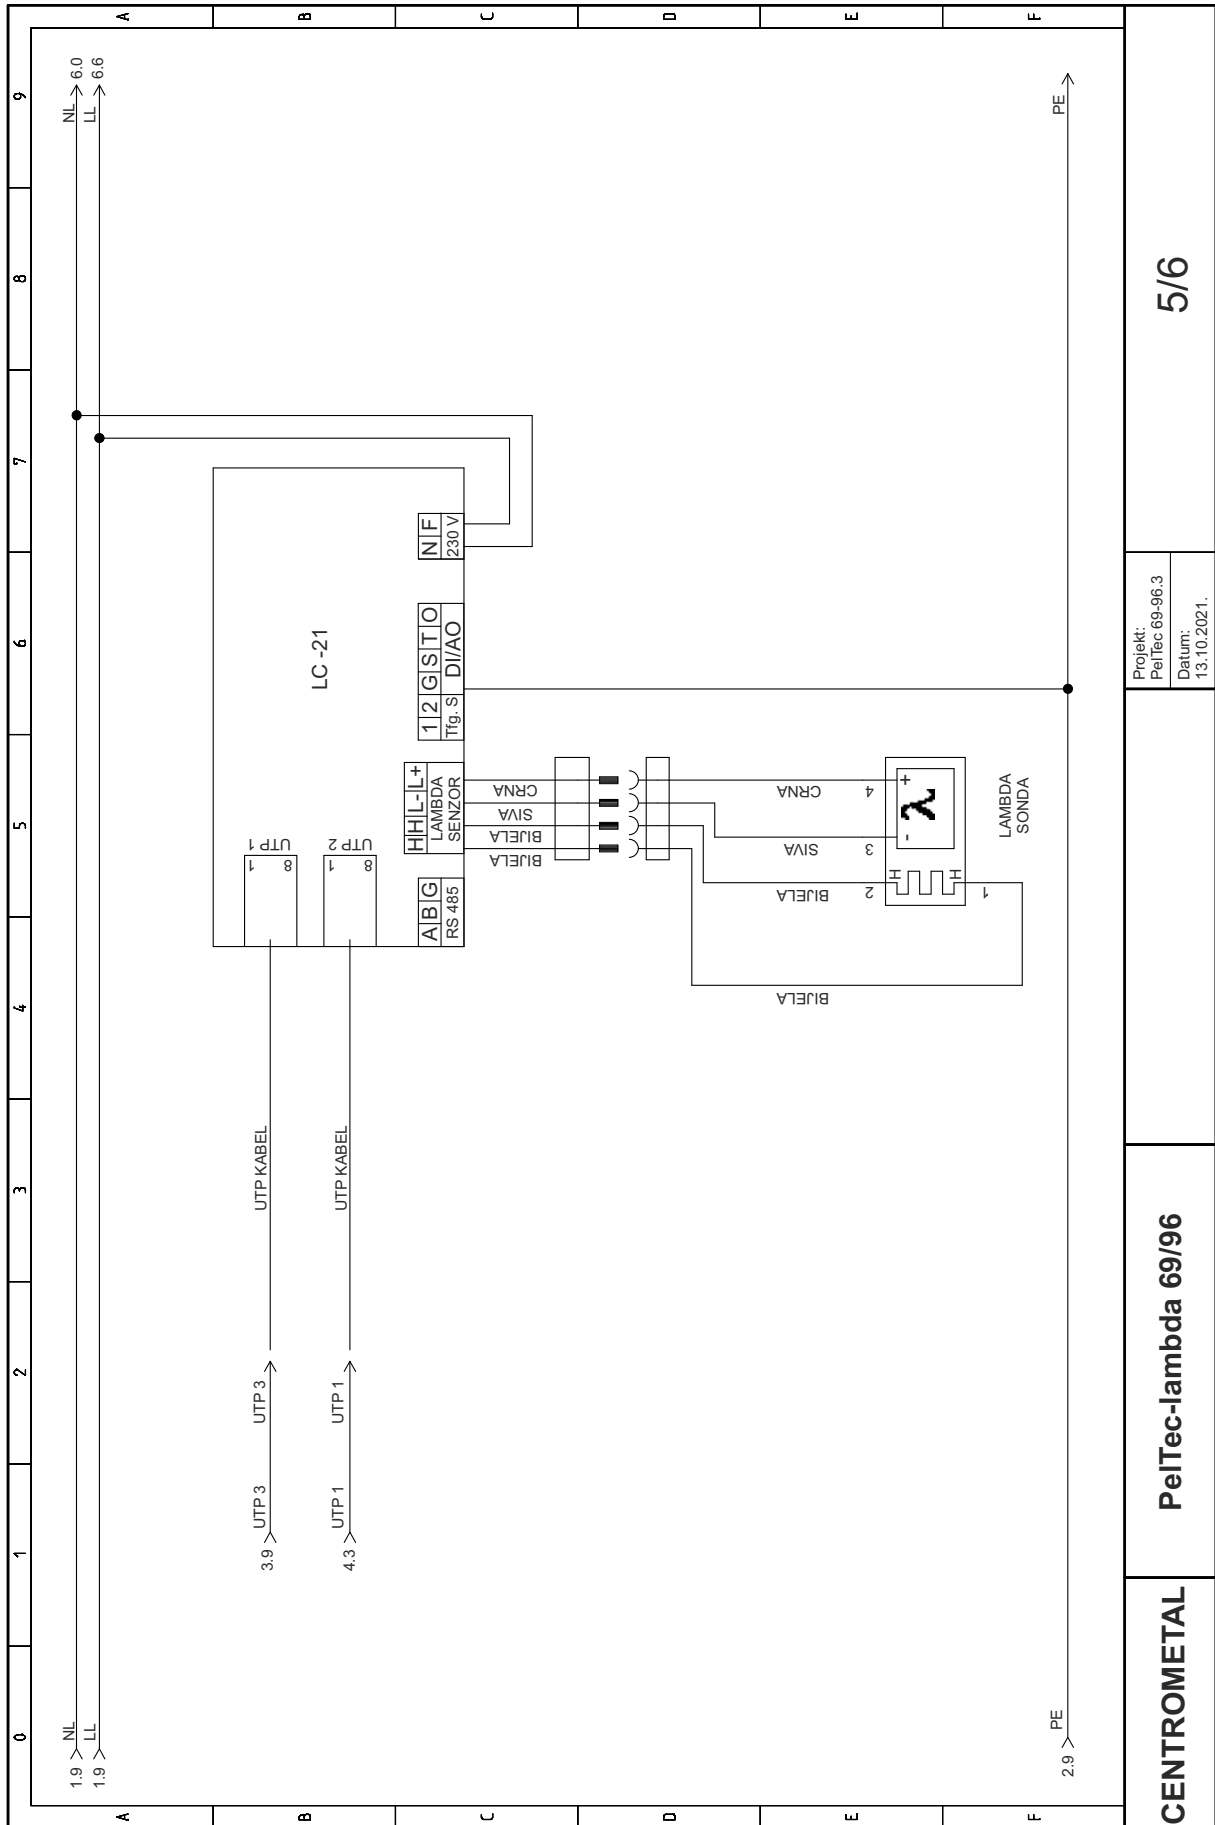 0 1 2 3 4 5 6 7 8 9
A A
B B
C C
D D
E E
F F
1.9 NL NL 6.0
1.9 LL LL 6.6
3.9 UTP 3 UTP 3 UTP KABEL
4.3 UTP 1 UTP 1 UTP KABEL
UTP 1
1 8
UTP 2
1 8
LC -21
A B G
RS 485
H H L- L+
LAMBDA
SENZOR
1 2 G S T O
Tfg. S DI/AO
N F
230 V
BIJELA
BIJELA
SIVA
CRNA
BIJELA
BIJELA
SIVA
CRNA
1 2 3 4
H H
- +
λ
LAMBDA
SONDA
2.9 PE PE
CENTROMETAL
PelTec-lambda 69/96
Projekt:
PelTec 69-96.3
Datum:
13.10.2021.
5/6